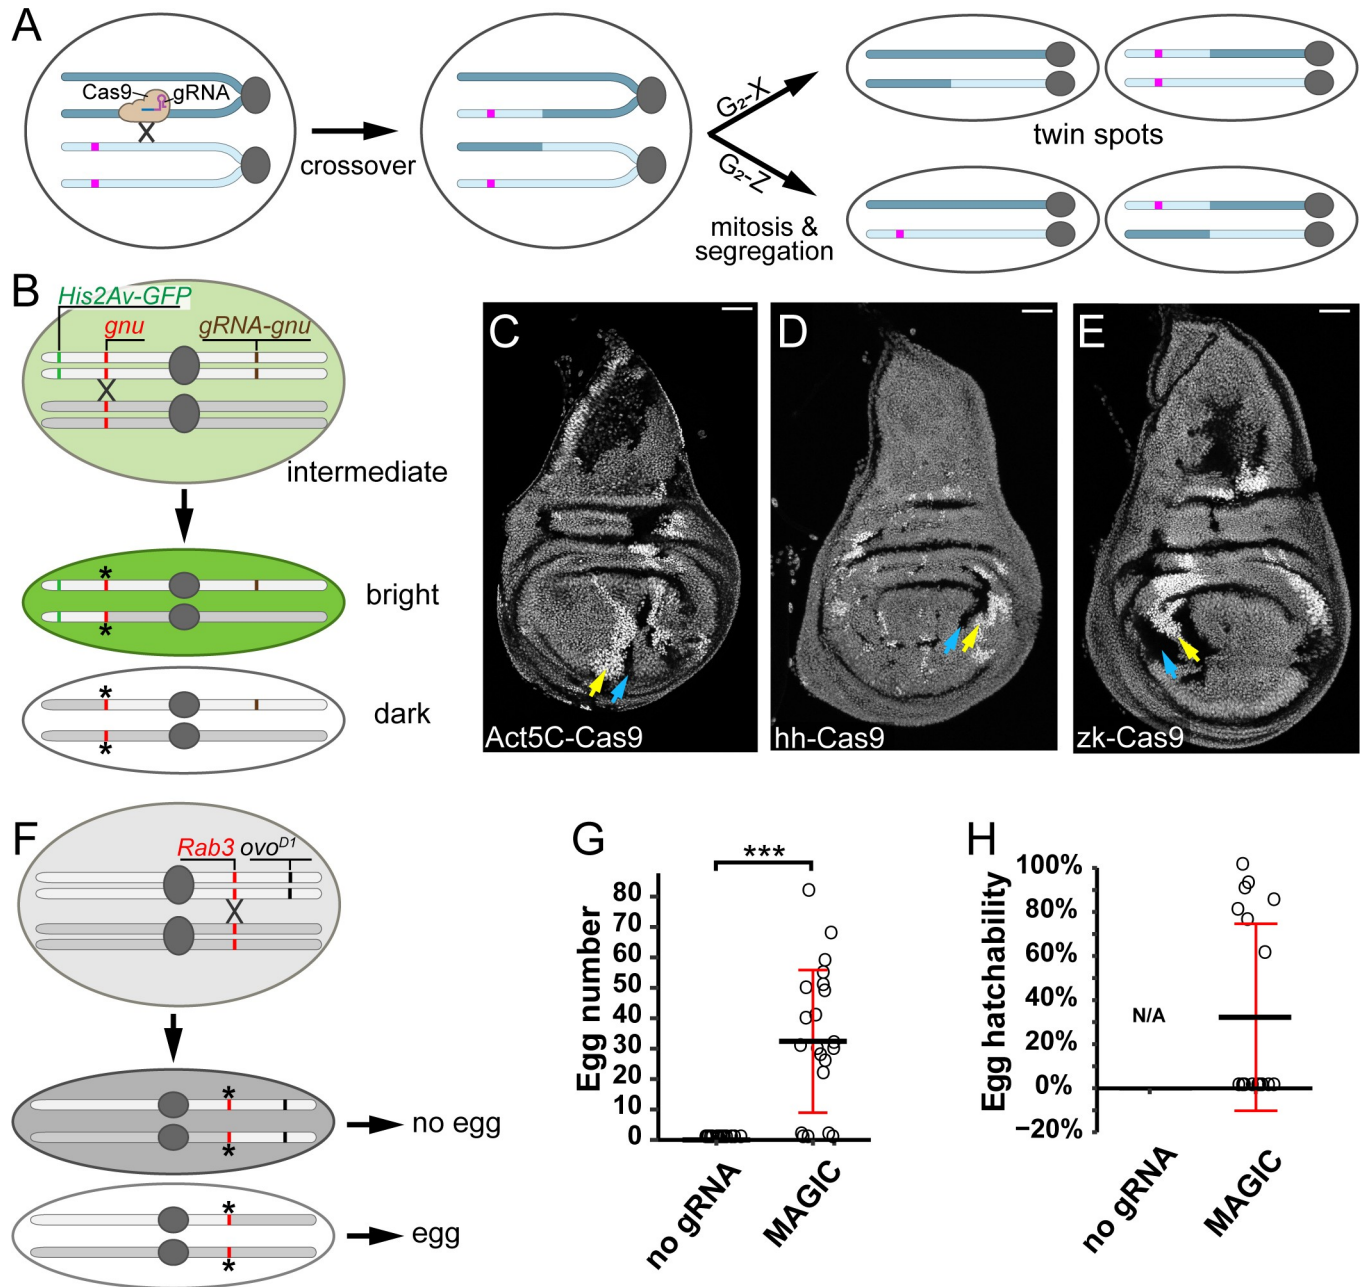 A
Cas9
gRNA
crossover
G₂-X
G₂-Z
twin spots
mitosis &
segregation
B
His2Av-GFP
gnu
gRNA-gnu
intermediate
bright
dark
*
*
*
*
C
Act5C-Cas9
D
hh-Cas9
E
zk-Cas9
F
Rab3 ovoᴰ¹
no egg
egg
*
*
*
*
G
***
Egg number
80
70
60
50
40
30
20
10
0
no gRNA
MAGIC
H
Egg hatchability
100%
80%
60%
40%
20%
0%
−20%
N/A
no gRNA
MAGIC